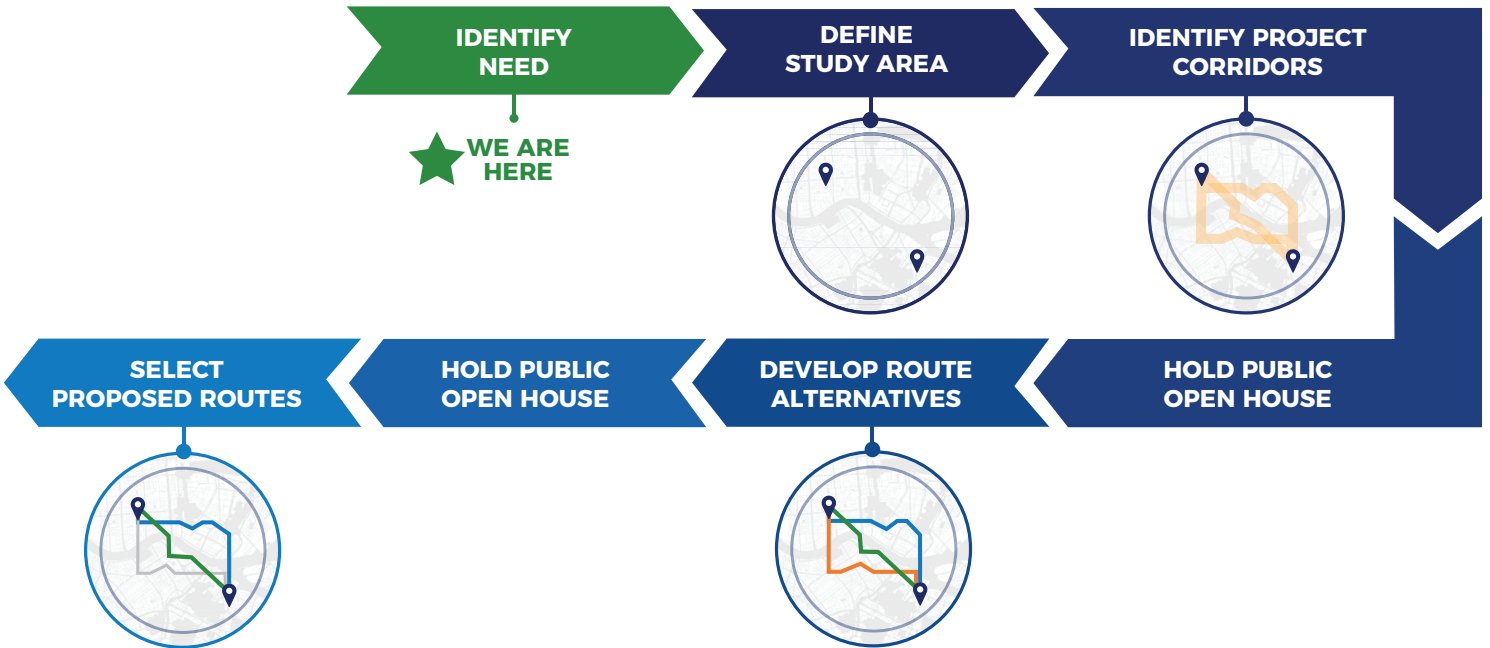 IDENTIFY
NEED
DEFINE
STUDY AREA
IDENTIFY PROJECT
CORRIDORS
WE ARE
HERE
HOLD PUBLIC
OPEN HOUSE
DEVELOP ROUTE
ALTERNATIVES
HOLD PUBLIC
OPEN HOUSE
SELECT
PROPOSED ROUTES